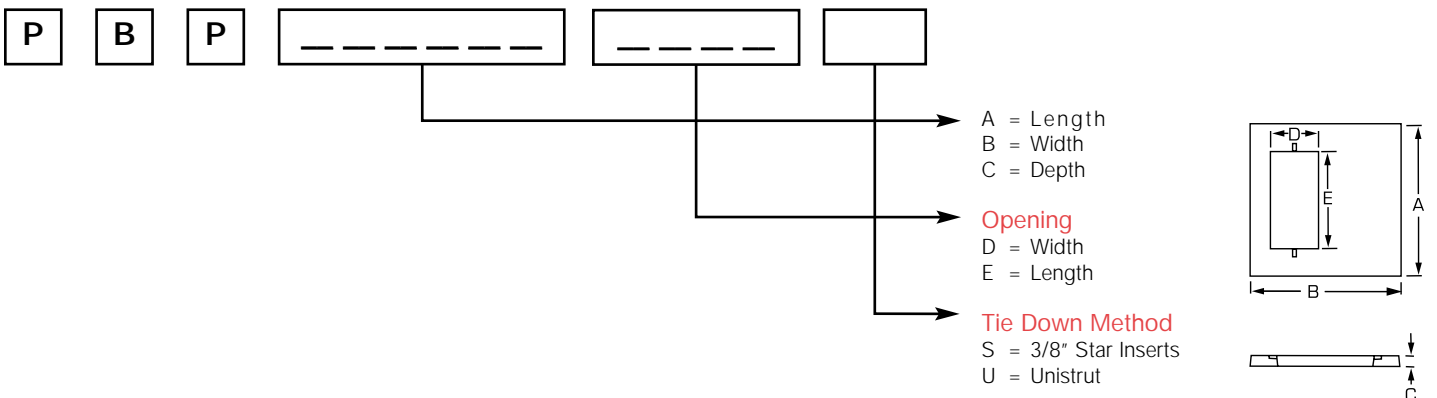 P B P
A = Length
B = Width
C = Depth
Opening
D = Width
E = Length
Tie Down Method
S = 3/8" Star Inserts
U = Unistrut
D
E
A
B
C